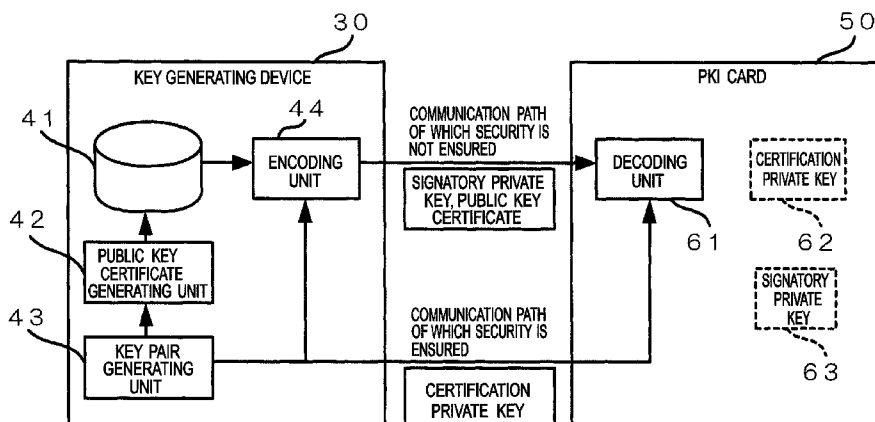 30
50
KEY GENERATING DEVICE
PKI CARD
41
44
COMMUNICATION PATH
OF WHICH SECURITY IS
NOT ENSURED
ENCODING
UNIT
DECODING
UNIT
CERTIFICATION
PRIVATE KEY
SIGNATORY PRIVATE
KEY, PUBLIC KEY
CERTIFICATE
42
61
62
PUBLIC KEY
CERTIFICATE
GENERATING UNIT
SIGNATORY
PRIVATE
KEY
43
COMMUNICATION PATH
OF WHICH SECURITY IS
ENSURED
63
KEY PAIR
GENERATING
UNIT
CERTIFICATION
PRIVATE KEY